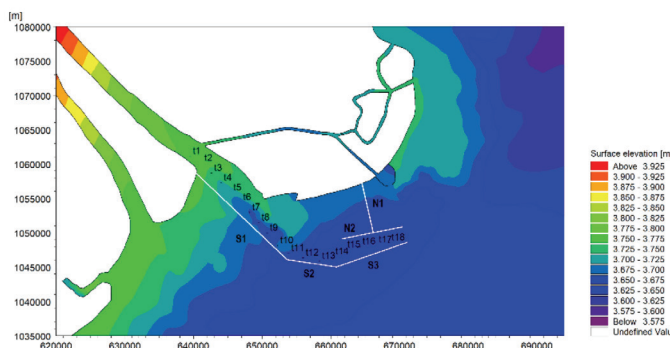 [m]
1080000
1075000
1070000
1065000
1060000
1055000
1050000
1045000
1040000
1035000
620000 630000 640000 650000 660000 670000 680000 690000
t1
t2
t3
t4
t5
t6
t7
t8
t9
t10
t11
t12
t13
t14
t15
t16
t17
t18
S1
S2
S3
N1
N2
Surface elevation [m
Above 3.925
3.900 - 3.925
3.875 - 3.900
3.850 - 3.875
3.825 - 3.850
3.800 - 3.825
3.775 - 3.800
3.750 - 3.775
3.725 - 3.750
3.700 - 3.725
3.675 - 3.700
3.650 - 3.675
3.625 - 3.650
3.600 - 3.625
3.575 - 3.600
Below 3.575
Undefined Valu